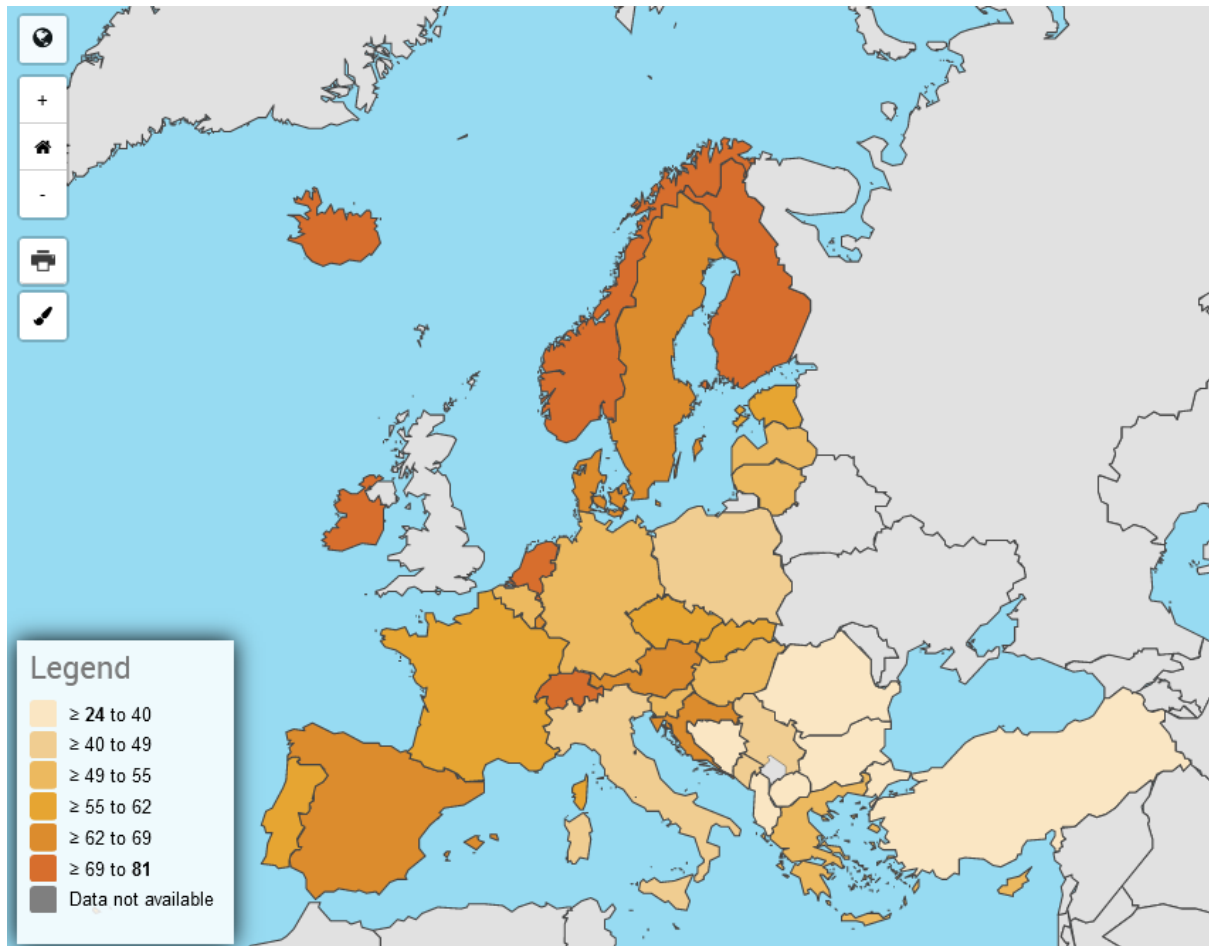 +
-
Legend
≥ 24 to 40
≥ 40 to 49
≥ 49 to 55
≥ 55 to 62
≥ 62 to 69
≥ 69 to 81
Data not available